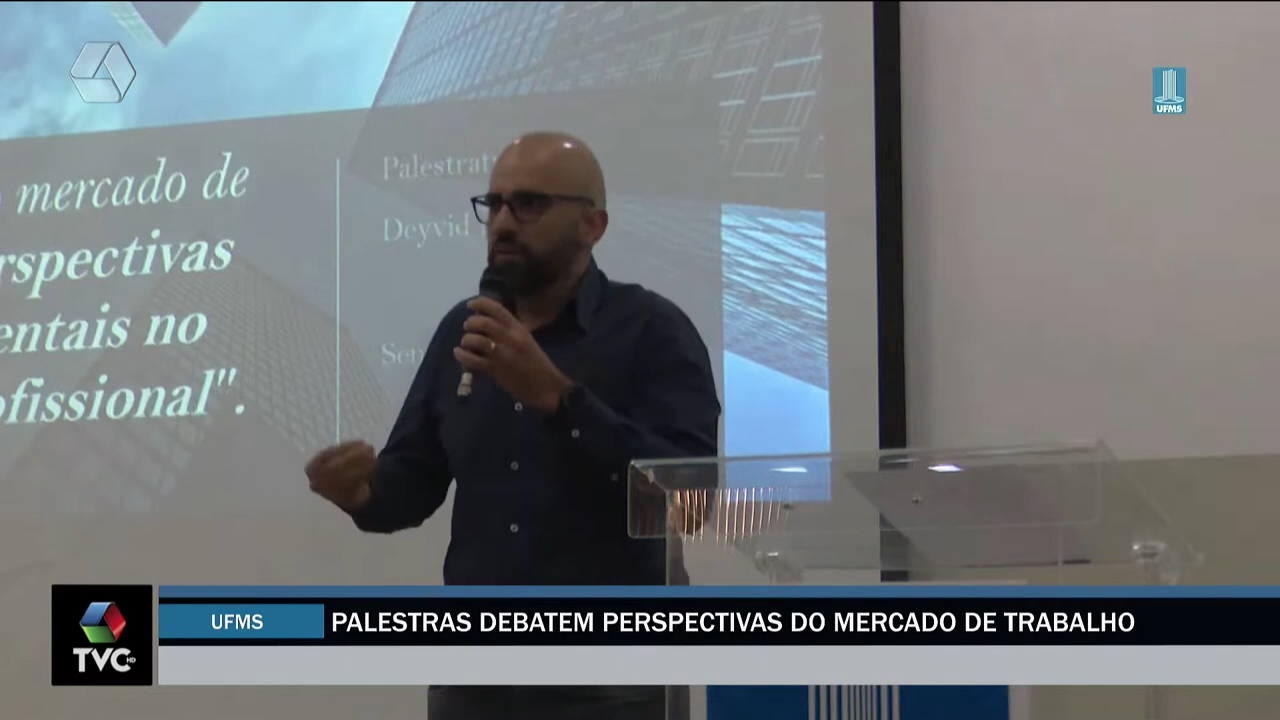 UFMS
mercado de
rspectivas
entais no
ofissional".
Palestra
Deyvid
UFMS
PALESTRAS DEBATEM PERSPECTIVAS DO MERCADO DE TRABALHO
TVC HD